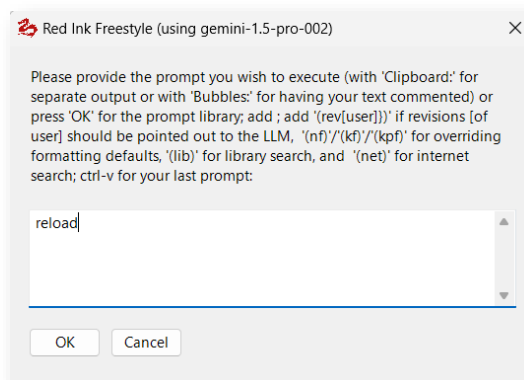 Red Ink Freestyle (using gemini-1.5-pro-002)
Please provide the prompt you wish to execute (with 'Clipboard:' for
separate output or with 'Bubbles:' for having your text commented) or
press 'OK' for the prompt library; add ; add '(rev[user]})' if revisions [of
user] should be pointed out to the LLM,  '(nf)'/'(kf)'/'(kpf)' for overriding
formatting defaults, '(lib)' for library search, and  '(net)' for internet
search; ctrl-v for your last prompt:
reload
OK Cancel